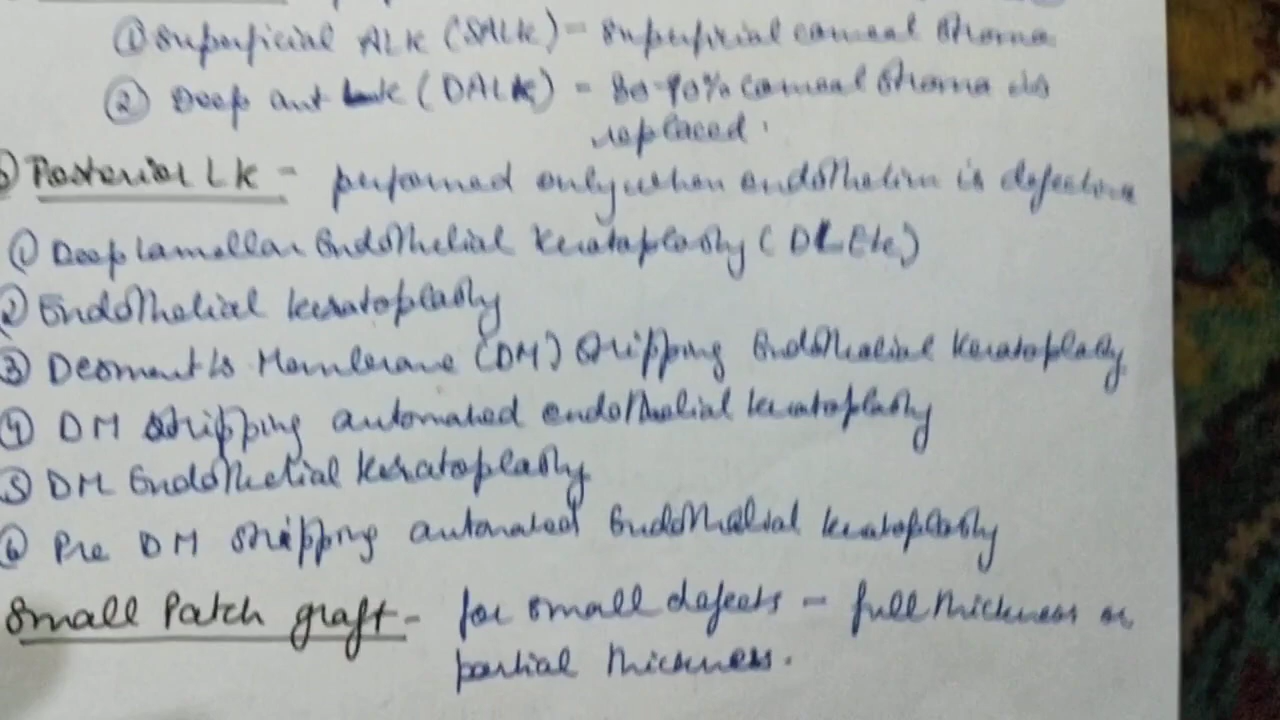 ① Superficial ALK (SALK) = Superficial corneal Stroma
② Deep ant LK (DALK) = 80-90% corneal Stroma is
replaced.
Posterior LK - performed only when endothelium is defective
① Deep Lamellar Endothelial Keratoplasty (DLEK)
② Endothelial keratoplasty
③ Desment's Membrane (DM) Stripping Endothelial Keratoplasty
④ DM Stripping automated endothelial keratoplasty
⑤ DM Endothelial Keratoplasty
⑥ Pre DM Stripping automated Endothelial keratoplasty
Small Patch graft - for small defects - full thickness or
partial thickness.